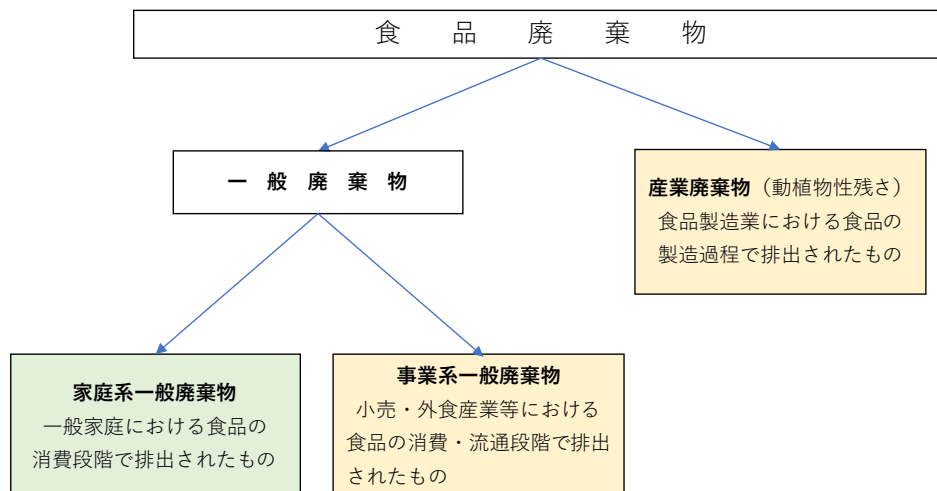 食品廃棄物
一般廃棄物
産業廃棄物（動植物性残さ）
食品製造業における食品の
製造過程で排出されたもの
家庭系一般廃棄物
一般家庭における食品の
消費段階で排出されたもの
事業系一般廃棄物
小売・外食産業等における
食品の消費・流通段階で排出
されたもの